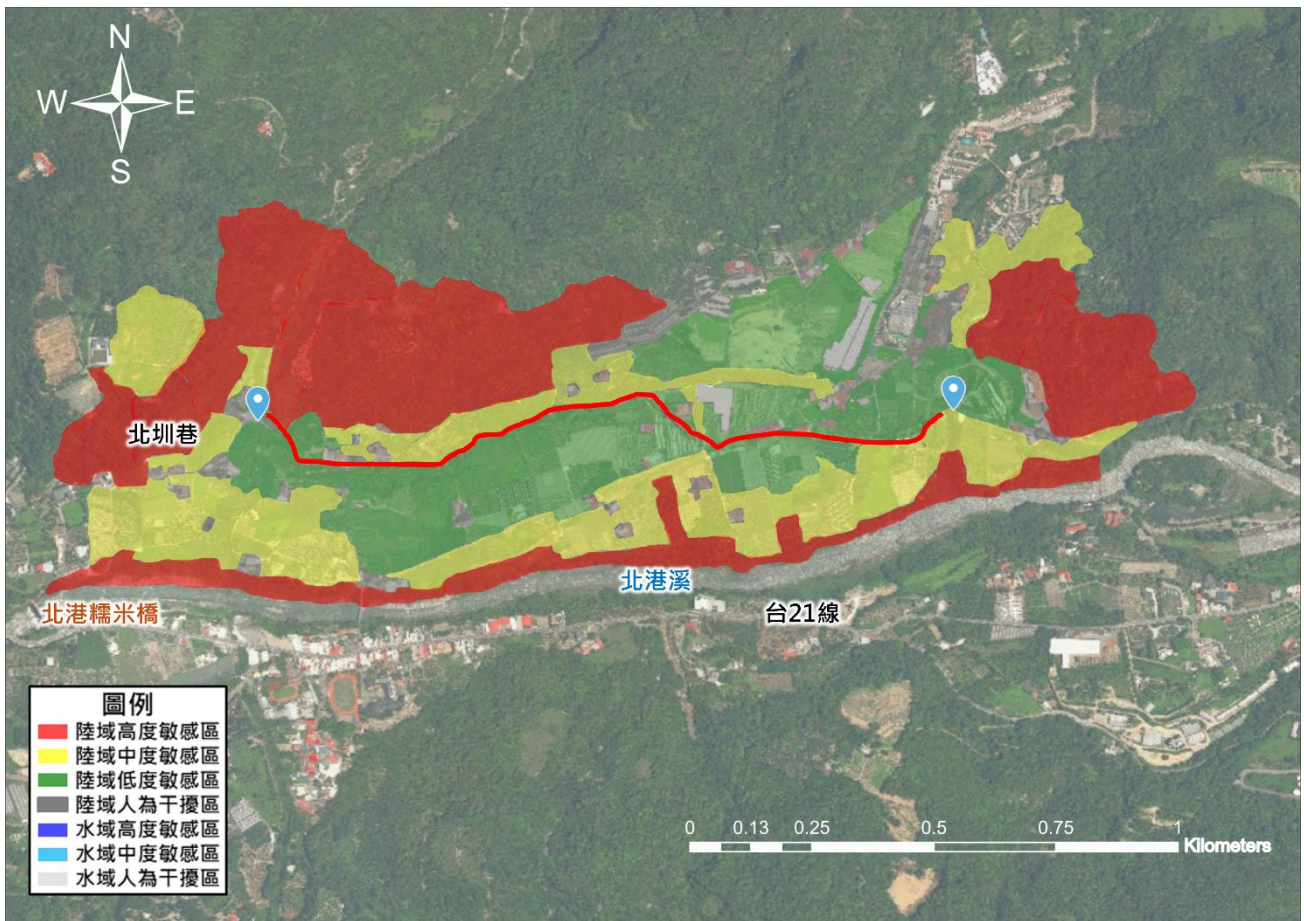 N
W E
S
北圳巷
北港溪
北港糯米橋
台21線
圖例
陸域高度敏感區
陸域中度敏感區
陸域低度敏感區
陸域人為干擾區
水域高度敏感區
水域中度敏感區
水域人為干擾區
0 0.13 0.25 0.5 0.75 1
Kilometers